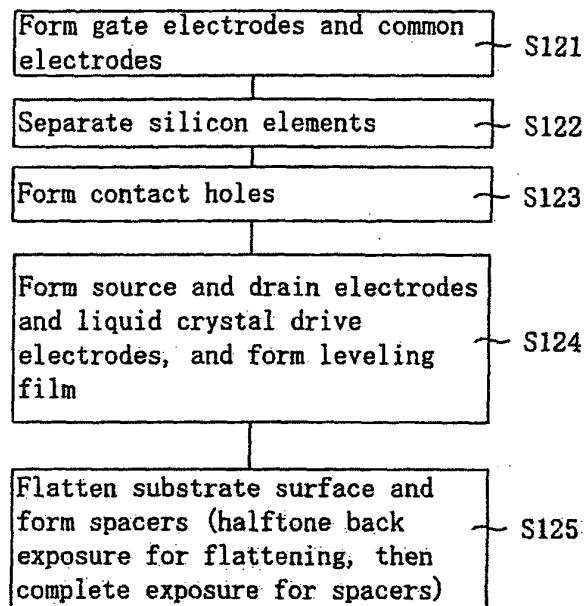 Form gate electrodes and common
electrodes
S121
Separate silicon elements
S122
Form contact holes
S123
Form source and drain electrodes
and liquid crystal drive
electrodes, and form leveling
film
S124
Flatten substrate surface and
form spacers (halftone back
exposure for flattening, then
complete exposure for spacers)
S125